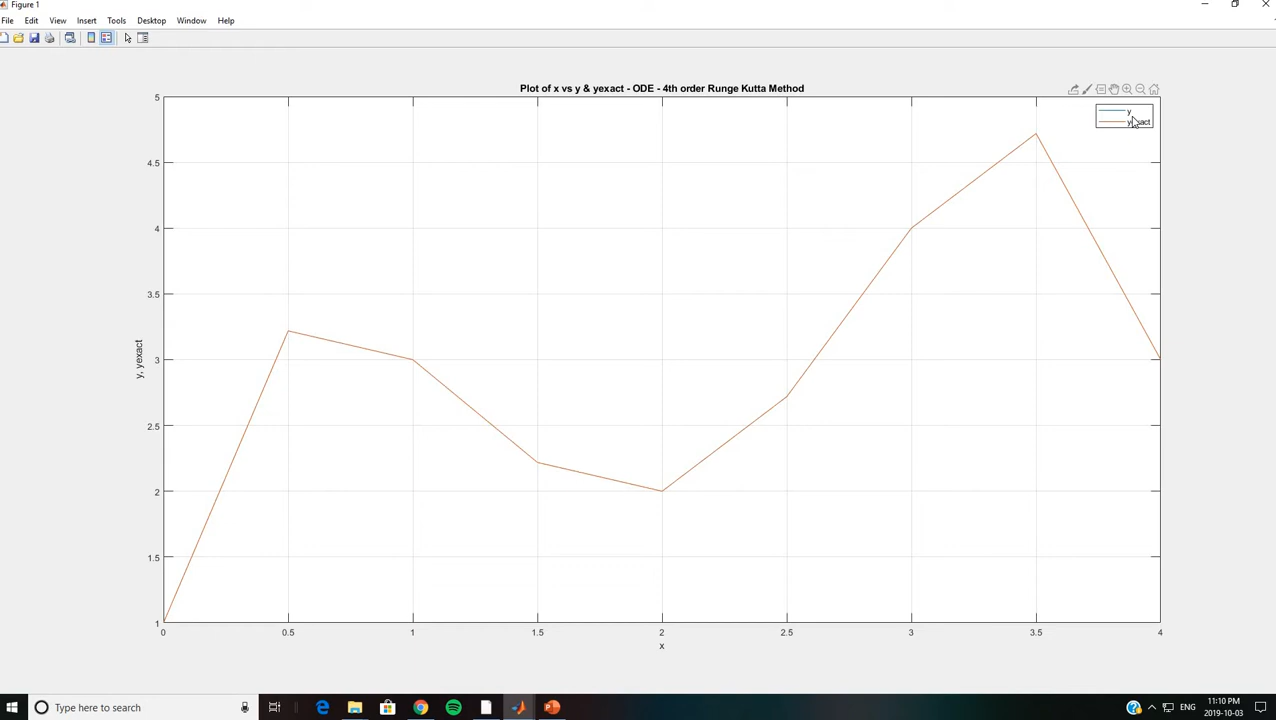 Figure 1
File Edit View Insert Tools Desktop Window Help
Plot of x vs y & yexact - ODE - 4th order Runge Kutta Method
y
5
4.5
4
3.5
3
2.5
2
1.5
1
y, yexact
0 0.5 1 1.5 2 2.5 3 3.5 4
x
Type here to search
ENG
11:10 PM
2019-10-03